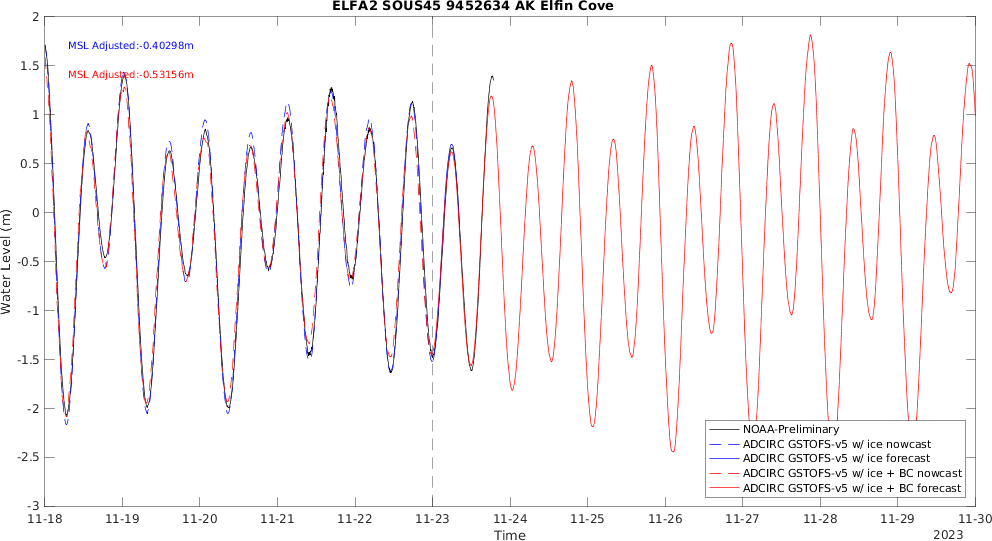 ELFA2 SOUS45 9452634 AK Elfin Cove
MSL Adjusted:-0.40298m
MSL Adjusted:-0.53156m
Water Level (m)
2
1.5
1
0.5
0
-0.5
-1
-1.5
-2
-2.5
-3
NOAA-Preliminary
ADCIRC GSTOFS-v5 w/ ice nowcast
ADCIRC GSTOFS-v5 w/ ice forecast
ADCIRC GSTOFS-v5 w/ ice + BC nowcast
ADCIRC GSTOFS-v5 w/ ice + BC forecast
11-18 11-19 11-20 11-21 11-22 11-23 11-24 11-25 11-26 11-27 11-28 11-29 11-30
Time
2023